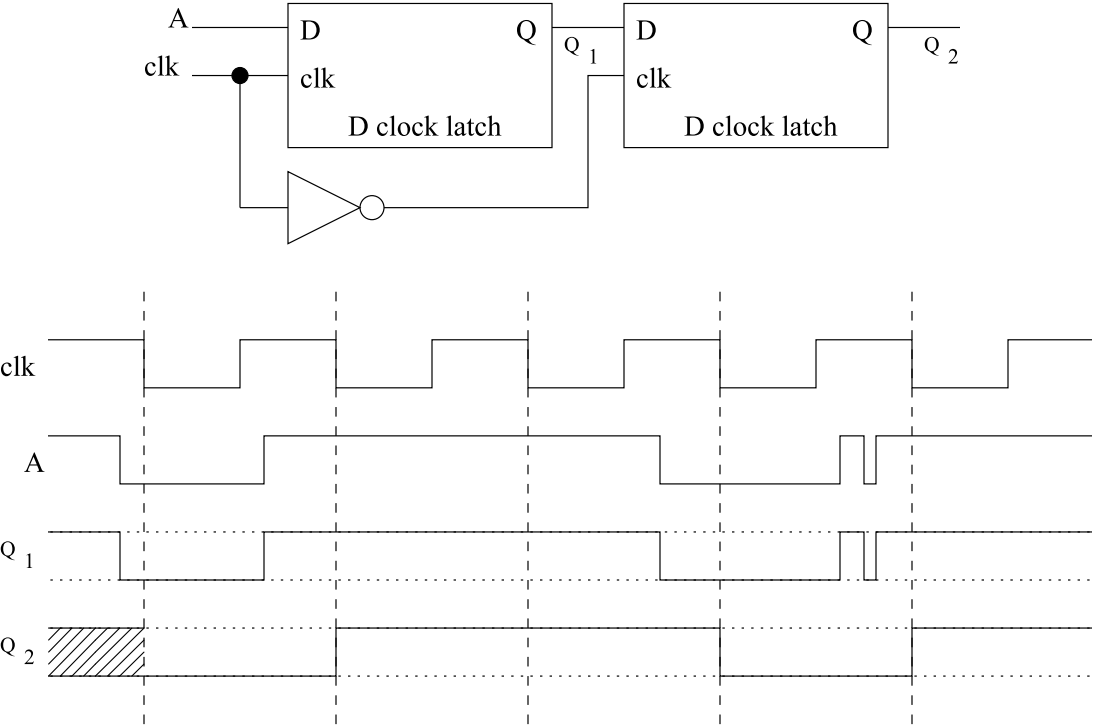 A D Q Q 1 D Q Q 2
clk clk clk
D clock latch D clock latch
clk
A
Q 1
Q 2